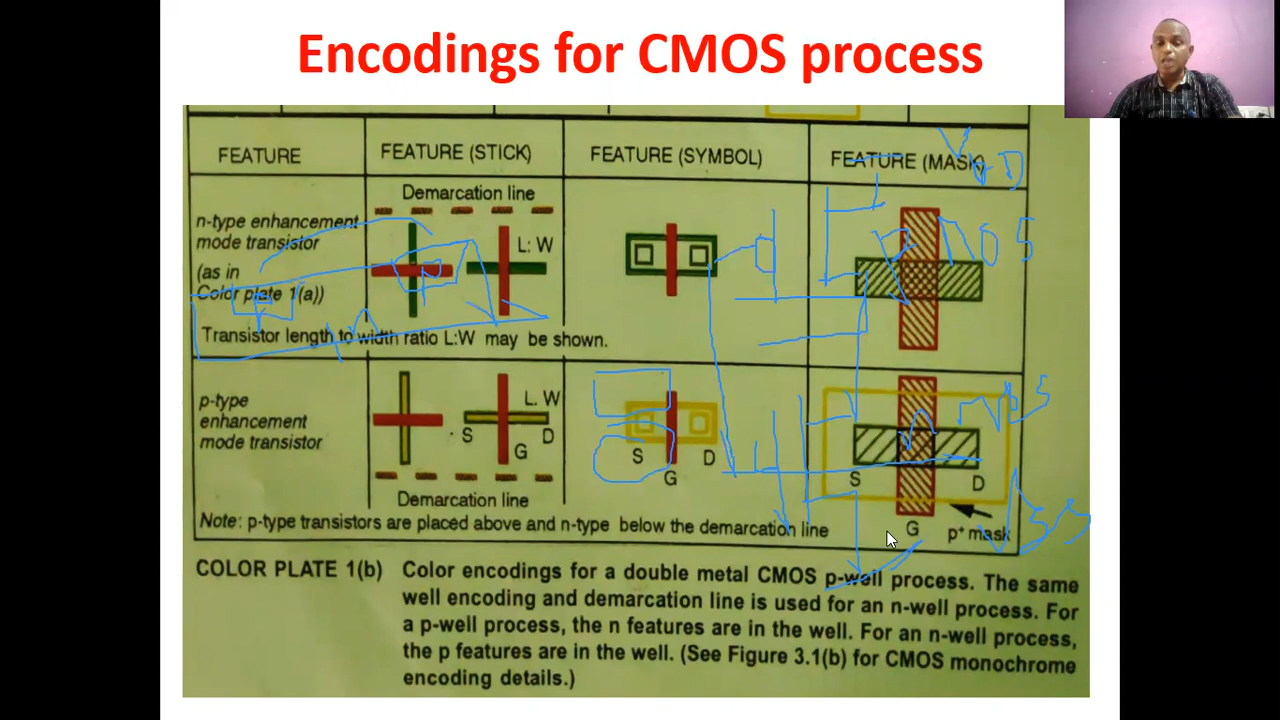 Encodings for CMOS process
FEATURE
FEATURE (STICK)
FEATURE (SYMBOL)
FEATURE (MASK)
VDD
n-type enhancement
mode transistor
(as in
Color plate 1(a))
Demarcation line
L: W
PMOS
Transistor length to width ratio L:W may be shown.
p-type
enhancement
mode transistor
L. W
S
D
G
Demarcation line
S
D
G
S
D
G
p+ mask
VSS
Note: p-type transistors are placed above and n-type below the demarcation line
COLOR PLATE 1(b)
Color encodings for a double metal CMOS p-well process. The same
well encoding and demarcation line is used for an n-well process. For
a p-well process, the n features are in the well. For an n-well process,
the p features are in the well. (See Figure 3.1(b) for CMOS monochrome
encoding details.)